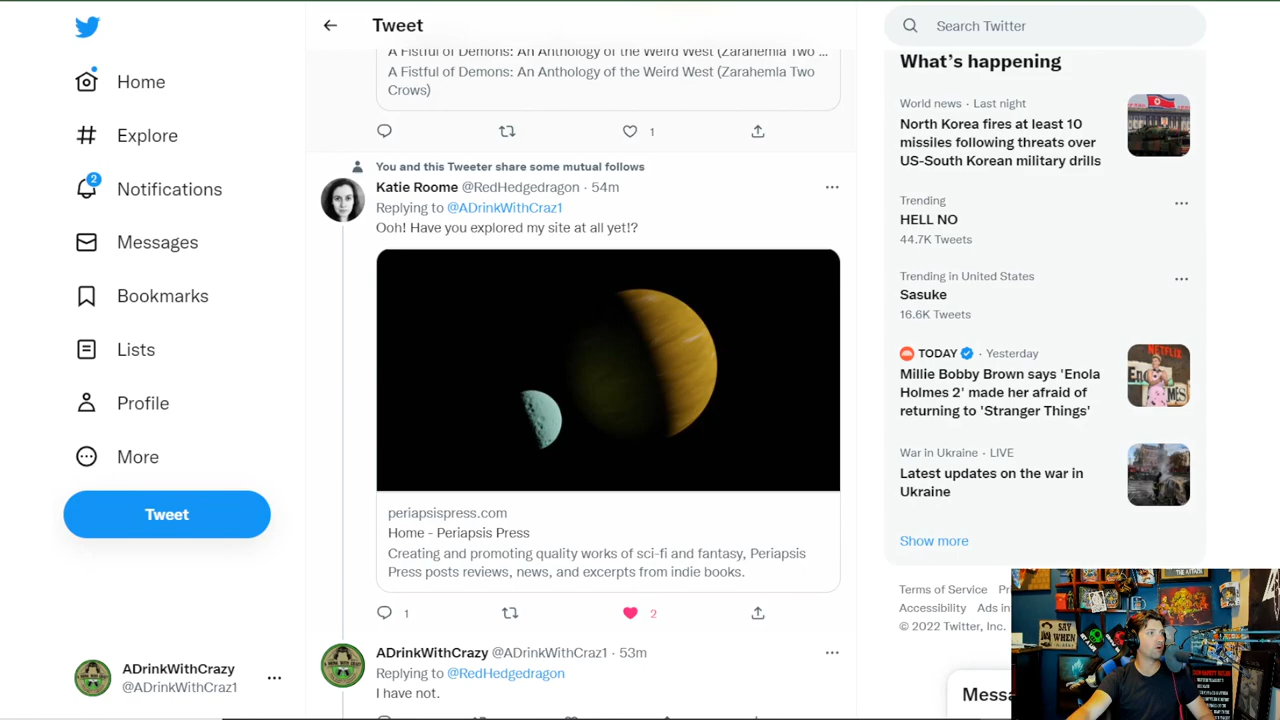 Home
Explore
2
Notifications
Messages
Bookmarks
Lists
Profile
More
Tweet
ADrinkWithCrazy
@ADrinkWithCraz1
Tweet
A Fistful of Demons: An Anthology of the Weird West (Zarahemla Two ...
A Fistful of Demons: An Anthology of the Weird West (Zarahemla Two
Crows)
1
You and this Tweeter share some mutual follows
Katie Roome @RedHedgedragon · 54m
Replying to @ADrinkWithCraz1
Ooh! Have you explored my site at all yet!?
periapsispress.com
Home - Periapsis Press
Creating and promoting quality works of sci-fi and fantasy, Periapsis
Press posts reviews, news, and excerpts from indie books.
1
2
ADrinkWithCrazy @ADrinkWithCraz1 · 53m
Replying to @RedHedgedragon
I have not.
Search Twitter
What's happening
World news · Last night
North Korea fires at least 10
missiles following threats over
US-South Korean military drills
Trending
HELL NO
44.7K Tweets
Trending in United States
Sasuke
16.6K Tweets
TODAY · Yesterday
Millie Bobby Brown says 'Enola
Holmes 2' made her afraid of
returning to 'Stranger Things'
NETFLIX
War in Ukraine · LIVE
Latest updates on the war in
Ukraine
Show more
Terms of Service
Accessibility Ads in
© 2022 Twitter, Inc.
SAY
WHEN